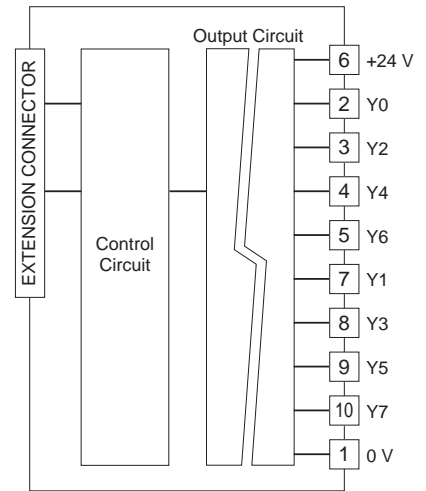 Output Circuit
EXTENSION CONNECTOR
Control
Circuit
6 +24 V
2 Y0
3 Y2
4 Y4
5 Y6
7 Y1
8 Y3
9 Y5
10 Y7
1 0 V